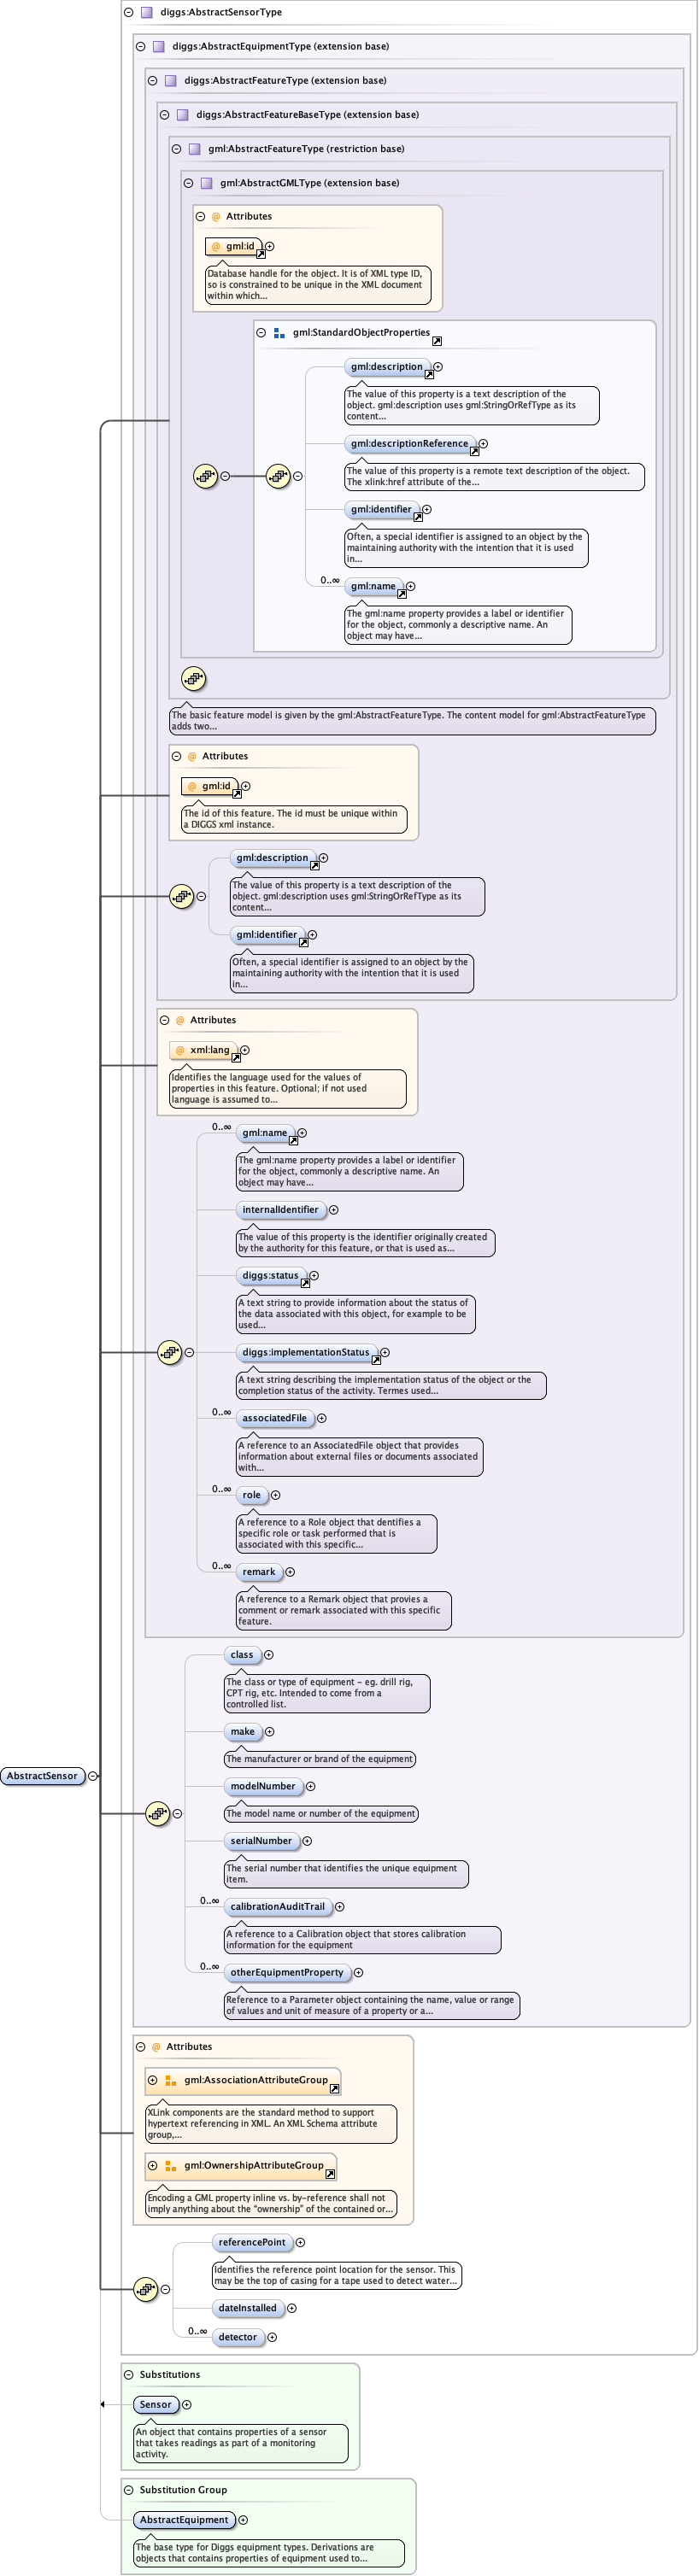 diggs:AbstractSensorType
diggs:AbstractEquipmentType (extension base)
diggs:AbstractFeatureType (extension base)
diggs:AbstractFeatureBaseType (extension base)
gml:AbstractFeatureType (restriction base)
gml:AbstractGMLType (extension base)
@ Attributes
@ gml:id
Database handle for the object. It is of XML type ID,
so is constrained to be unique in the XML document
within which...
gml:StandardObjectProperties
gml:description
The value of this property is a text description of the
object. gml:description uses gml:StringOrRefType as its
content...
gml:descriptionReference
The value of this property is a remote text description of the object.
The xlink:href attribute of the...
gml:identifier
Often, a special identifier is assigned to an object by the
maintaining authority with the intention that it is used
in...
0..∞
gml:name
The gml:name property provides a label or identifier
for the object, commonly a descriptive name. An
object may have...
The basic feature model is given by the gml:AbstractFeatureType. The content model for gml:AbstractFeatureType
adds two...
@ Attributes
@ gml:id
The id of this feature. The id must be unique within
a DIGGS xml instance.
gml:description
The value of this property is a text description of the
object. gml:description uses gml:StringOrRefType as its
content...
gml:identifier
Often, a special identifier is assigned to an object by the
maintaining authority with the intention that it is used
in...
@ Attributes
@ xml:lang
Identifies the language used for the values of
properties in this feature. Optional; if not used
language is assumed to...
0..∞
gml:name
The gml:name property provides a label or identifier
for the object, commonly a descriptive name. An
object may have...
internalIdentifier
The value of this property is the identifier originally created
by the authority for this feature, or that is used as...
diggs:status
A text string to provide information about the status of
the data associated with this object, for example to be
used...
diggs:implementationStatus
A text string describing the implementation status of the object or the
completion status of the activity. Termes used...
0..∞
associatedFile
A reference to an AssociatedFile object that provides
information about external files or documents associated
with...
0..∞
role
A reference to a Role object that dentifies a
specific role or task performed that is
associated with this specific...
0..∞
remark
A reference to a Remark object that provies a
comment or remark associated with this specific
feature.
class
The class or type of equipment - eg. drill rig,
CPT rig, etc. Intended to come from a
controlled list.
make
The manufacturer or brand of the equipment
AbstractSensor
modelNumber
The model name or number of the equipment
serialNumber
The serial number that identifies the unique equipment
item.
0..∞
calibrationAuditTrail
A reference to a Calibration object that stores calibration
information for the equipment
0..∞
otherEquipmentProperty
Reference to a Parameter object containing the name, value or range
of values and unit of measure of a property or a...
@ Attributes
gml:AssociationAttributeGroup
XLink components are the standard method to support
hypertext referencing in XML. An XML Schema attribute
group,...
gml:OwnershipAttributeGroup
Encoding a GML property inline vs. by-reference shall not
imply anything about the "ownership" of the contained or...
referencePoint
Identifies the reference point location for the sensor. This
may be the top of casing for a tape used to detect water...
dateInstalled
0..∞
detector
Substitutions
Sensor
An object that contains properties of a sensor
that takes readings as part of a monitoring
activity.
Substitution Group
AbstractEquipment
The base type for Diggs equipment types. Derivations are
objects that contains properties of equipment used to...